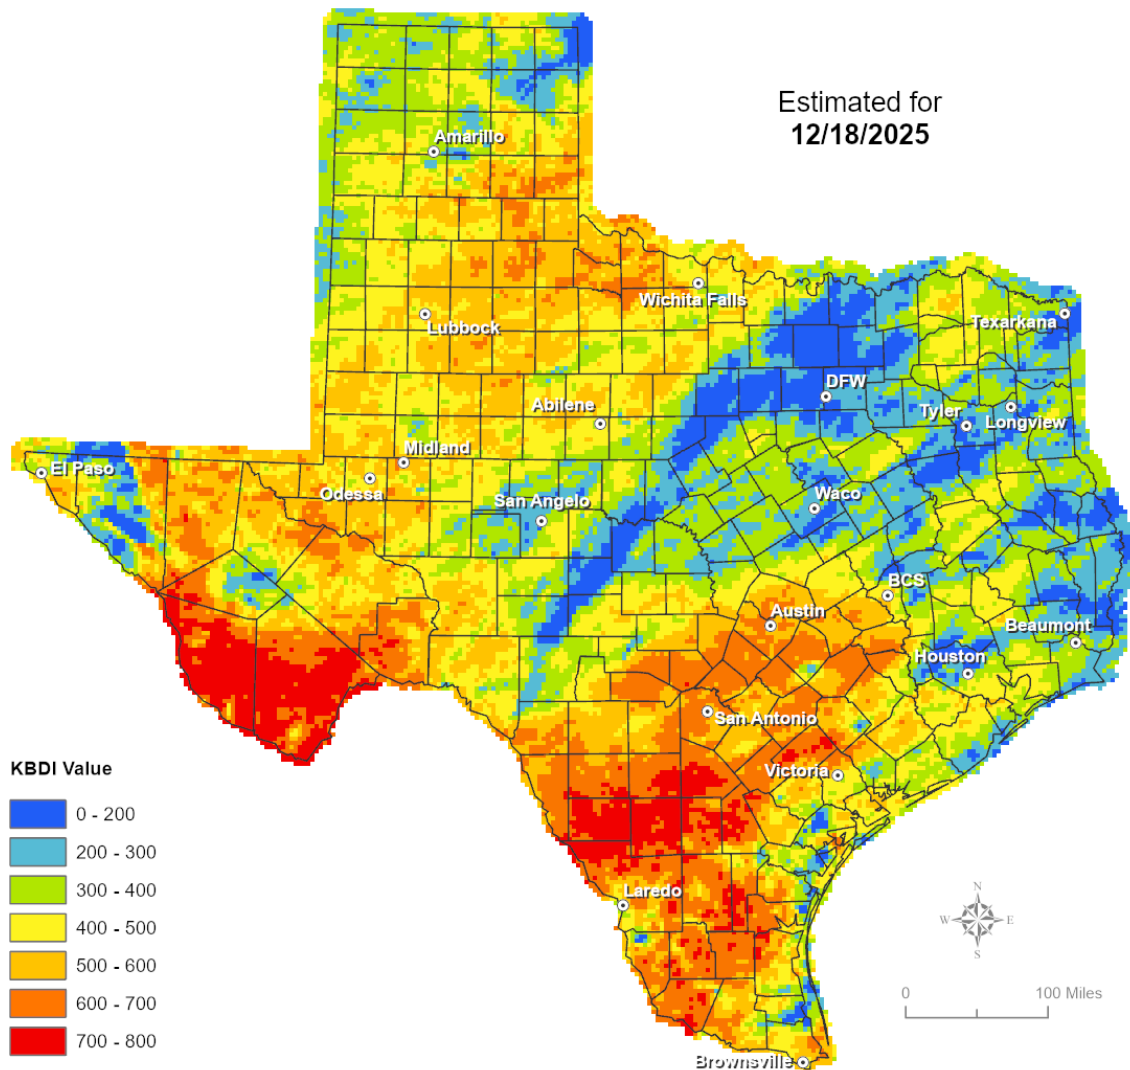 Estimated for
12/18/2025
Amarillo
Wichita Falls
Lubbock
Texarkana
DFW
Abilene
Tyler
Longview
Midland
El Paso
Odessa
San Angelo
Waco
BCS
Austin
Beaumont
Houston
San Antonio
Victoria
Laredo
Brownsville
KBDI Value
0 - 200
200 - 300
300 - 400
400 - 500
500 - 600
600 - 700
700 - 800
N
W E
S
0 100 Miles